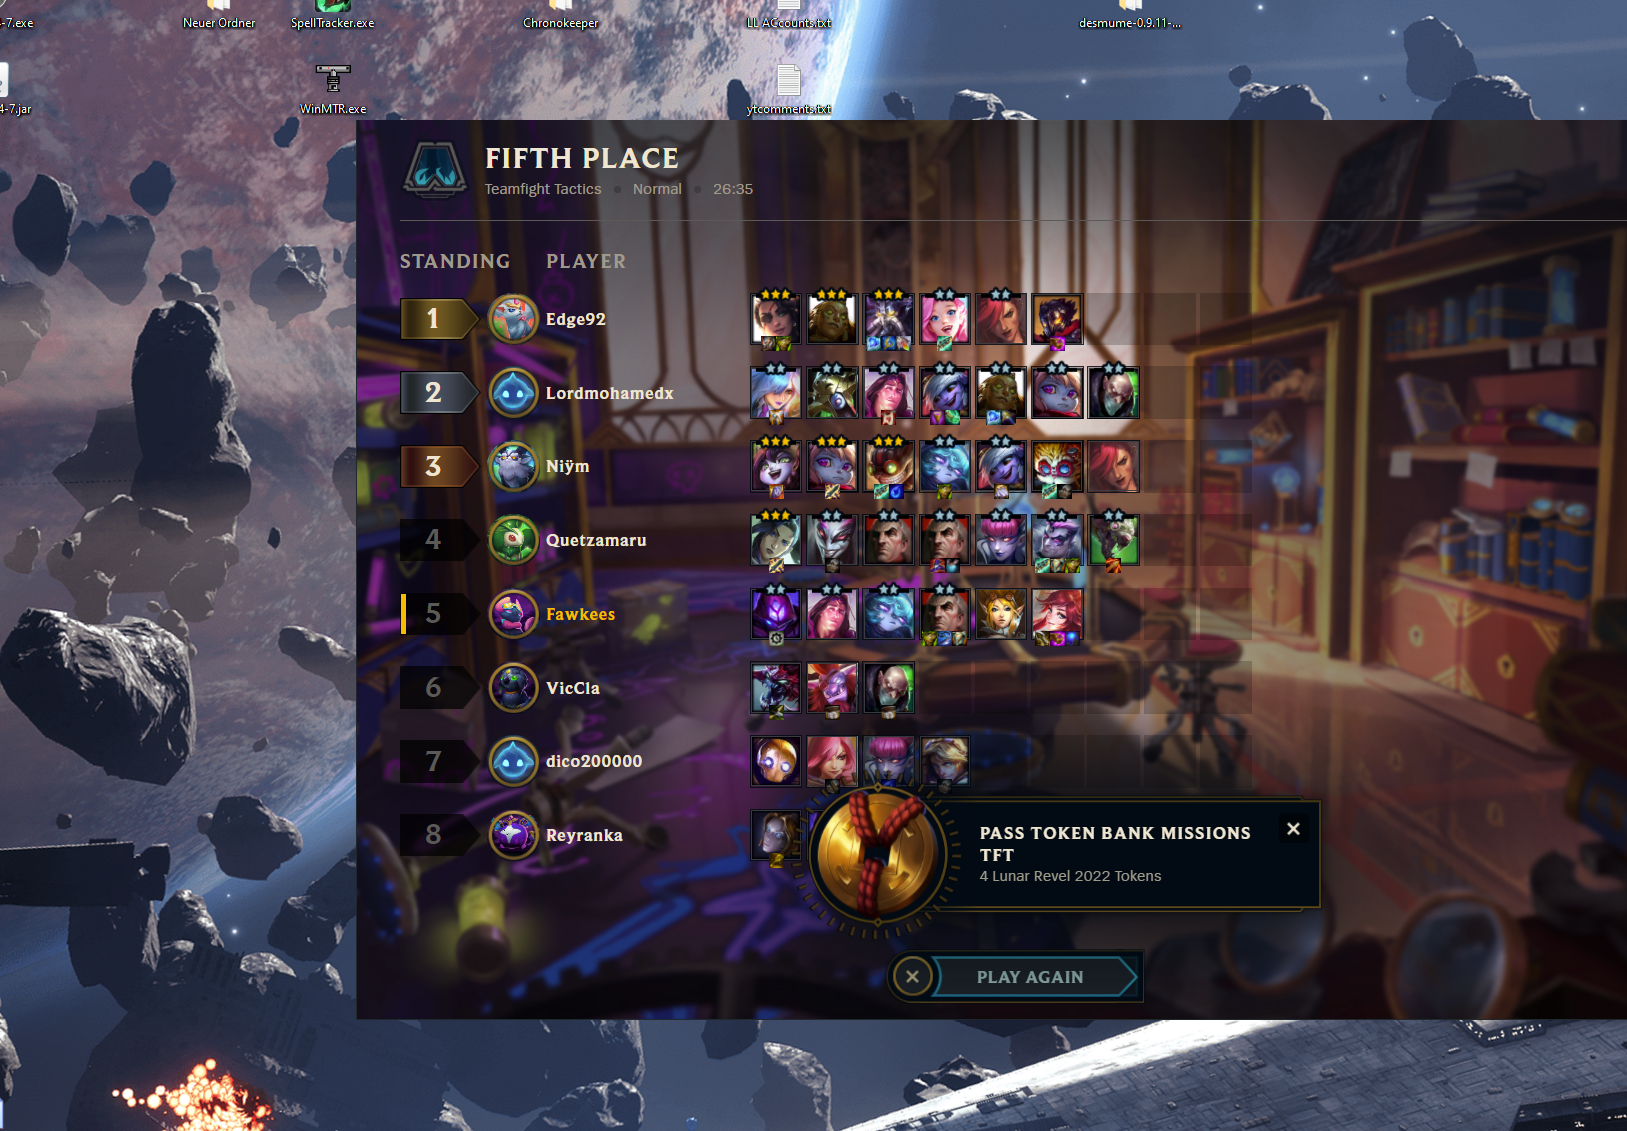 -7.exe
Neuer Ordner
SpellTracker.exe
Chronokeeper
LL ACcounts.txt
desmume-0.9.11-...
4-7.jar
WinMTR.exe
ytcomments.txt
FIFTH PLACE
Teamfight Tactics • Normal • 26:35
STANDING PLAYER
1 Edge92
2 Lordmohamedx
3 Niÿm
4 Quetzamaru
5 Fawkees
6 VicCla
7 dico200000
8 Reyranka
PASS TOKEN BANK MISSIONS
TFT
4 Lunar Revel 2022 Tokens
PLAY AGAIN